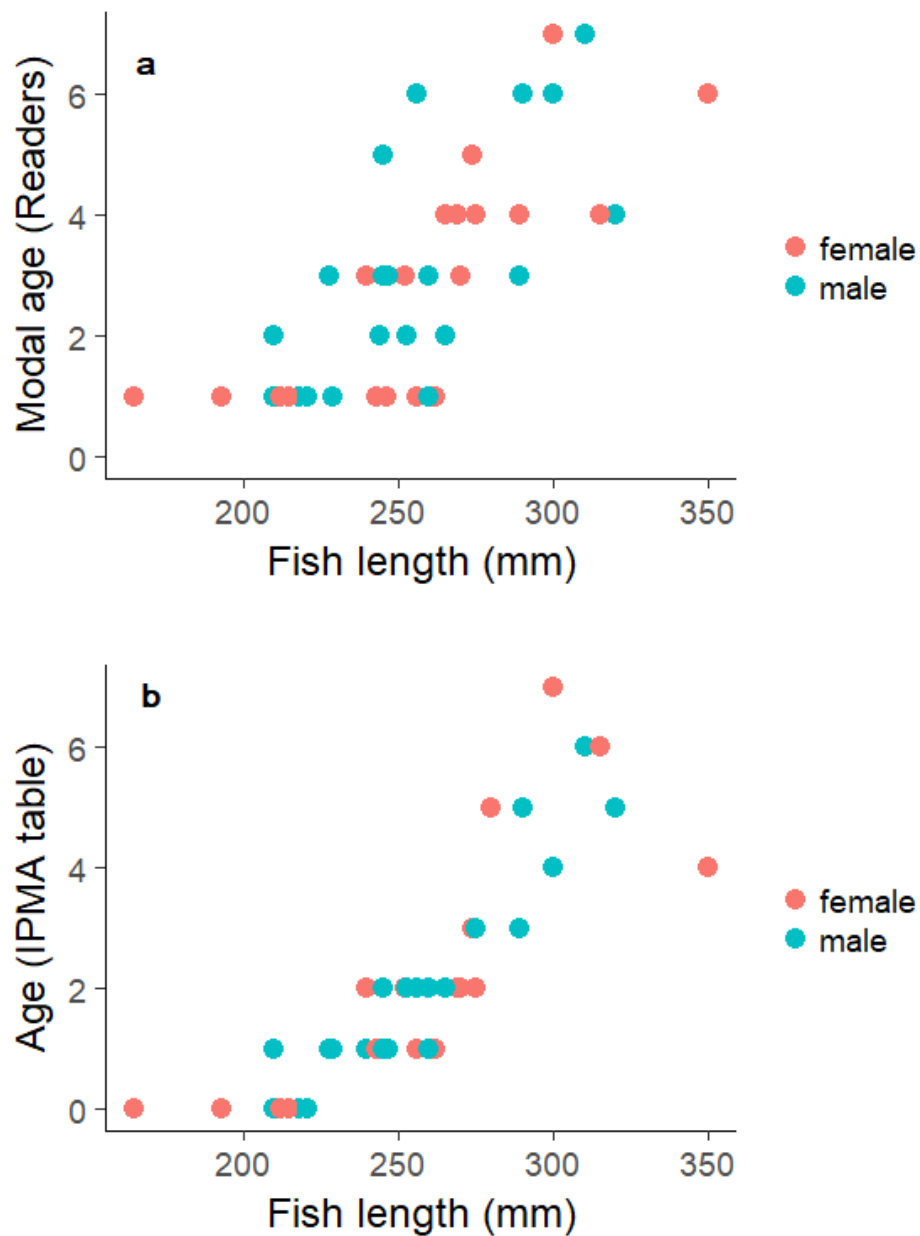 a
6
4
2
0
Modal age (Readers)
200 250 300 350
Fish length (mm)
female
male
b
6
4
2
0
Age (IPMA table)
200 250 300 350
Fish length (mm)
female
male